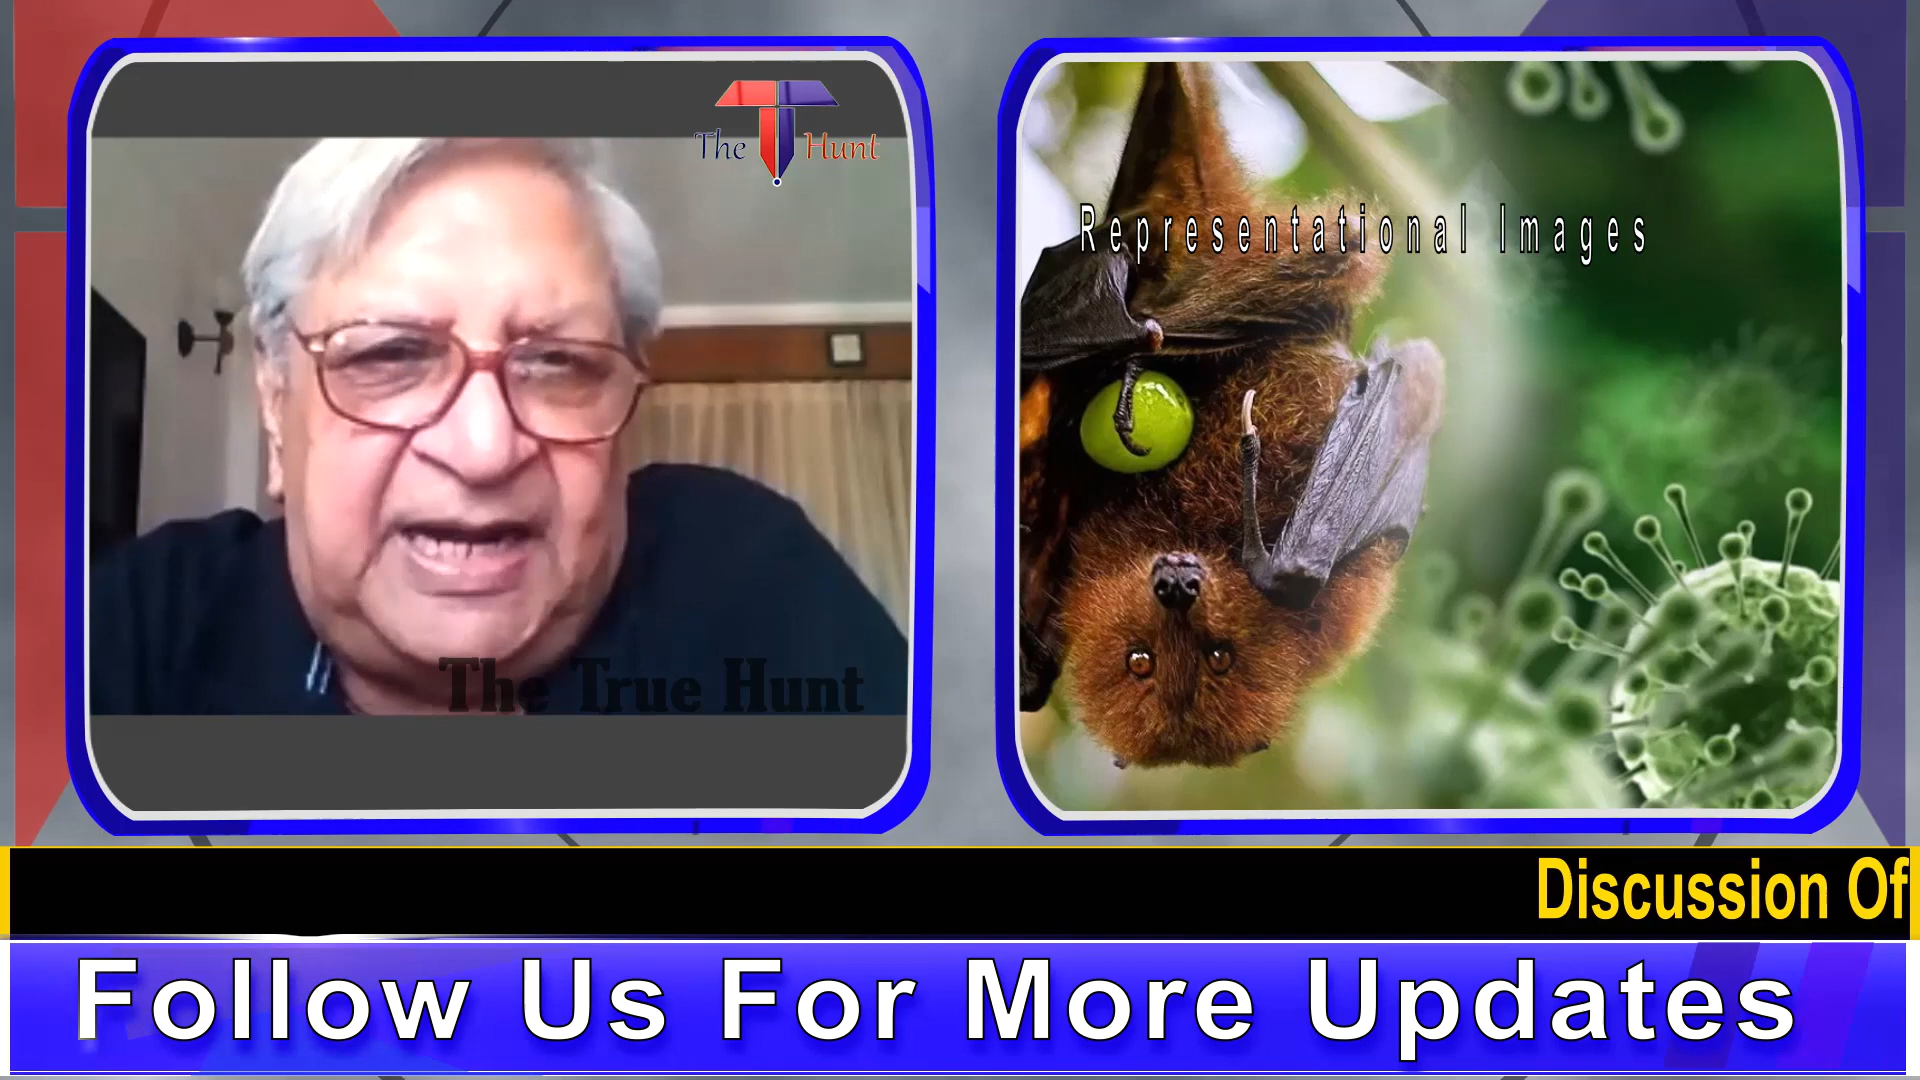 The Hunt
Representational Images
The True Hunt
Discussion Of
Follow Us For More Updates